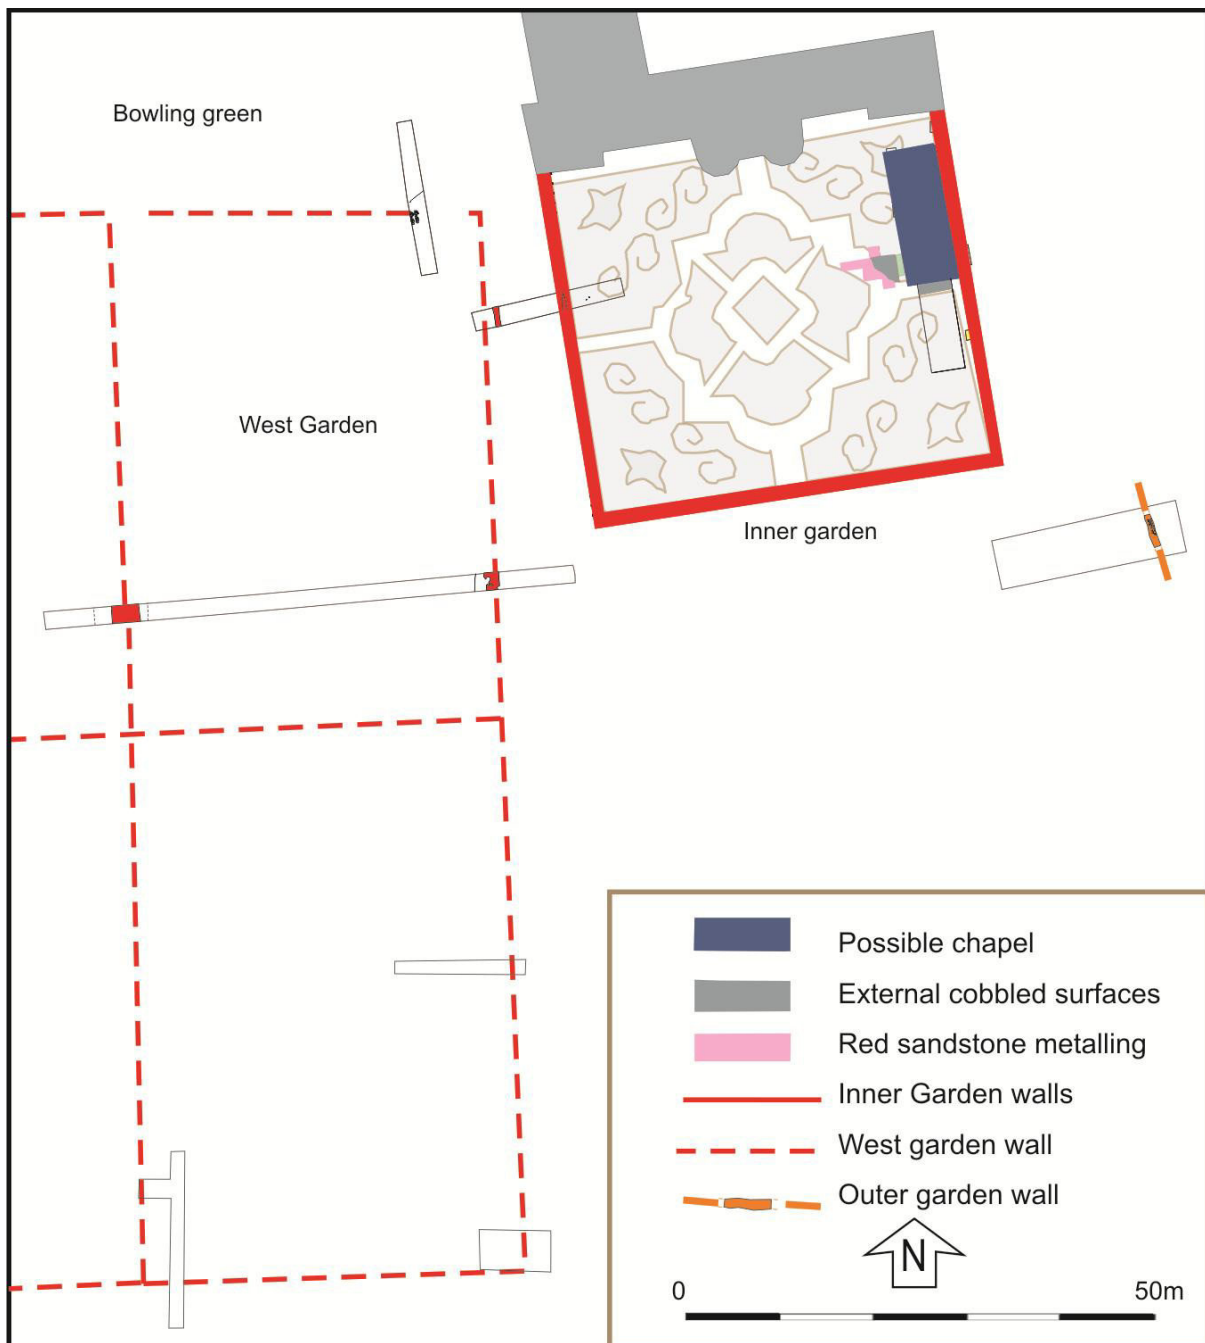 Bowling green
West Garden
Inner garden
Possible chapel
External cobbled surfaces
Red sandstone metalling
Inner Garden walls
West garden wall
Outer garden wall
N
0 50m